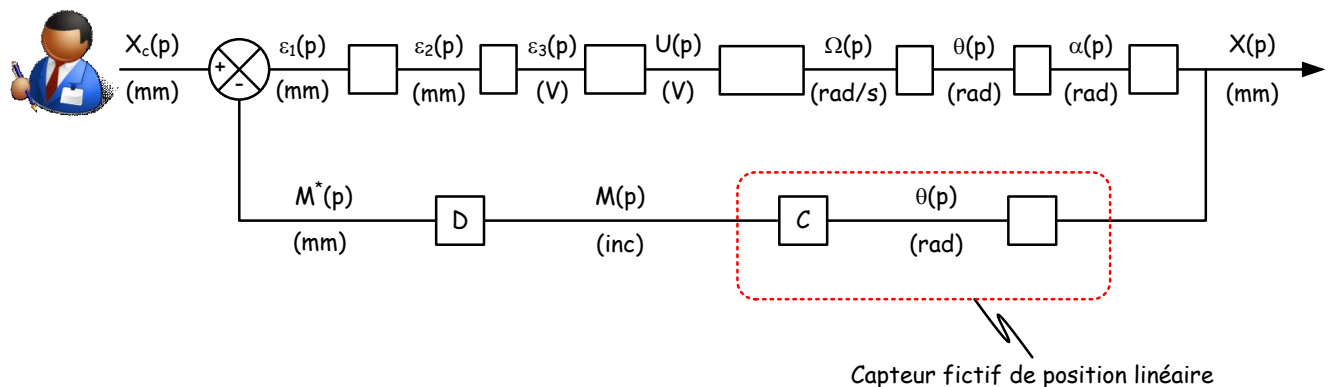 Xc(p) ε1(p) ε2(p) ε3(p) U(p) Ω(p) θ(p) α(p) X(p)
+
-
(mm) (mm) (mm) (V) (V) (rad/s) (rad) (rad) (mm)
M*(p) M(p) θ(p)
D C
(mm) (inc) (rad)
Capteur fictif de position linéaire